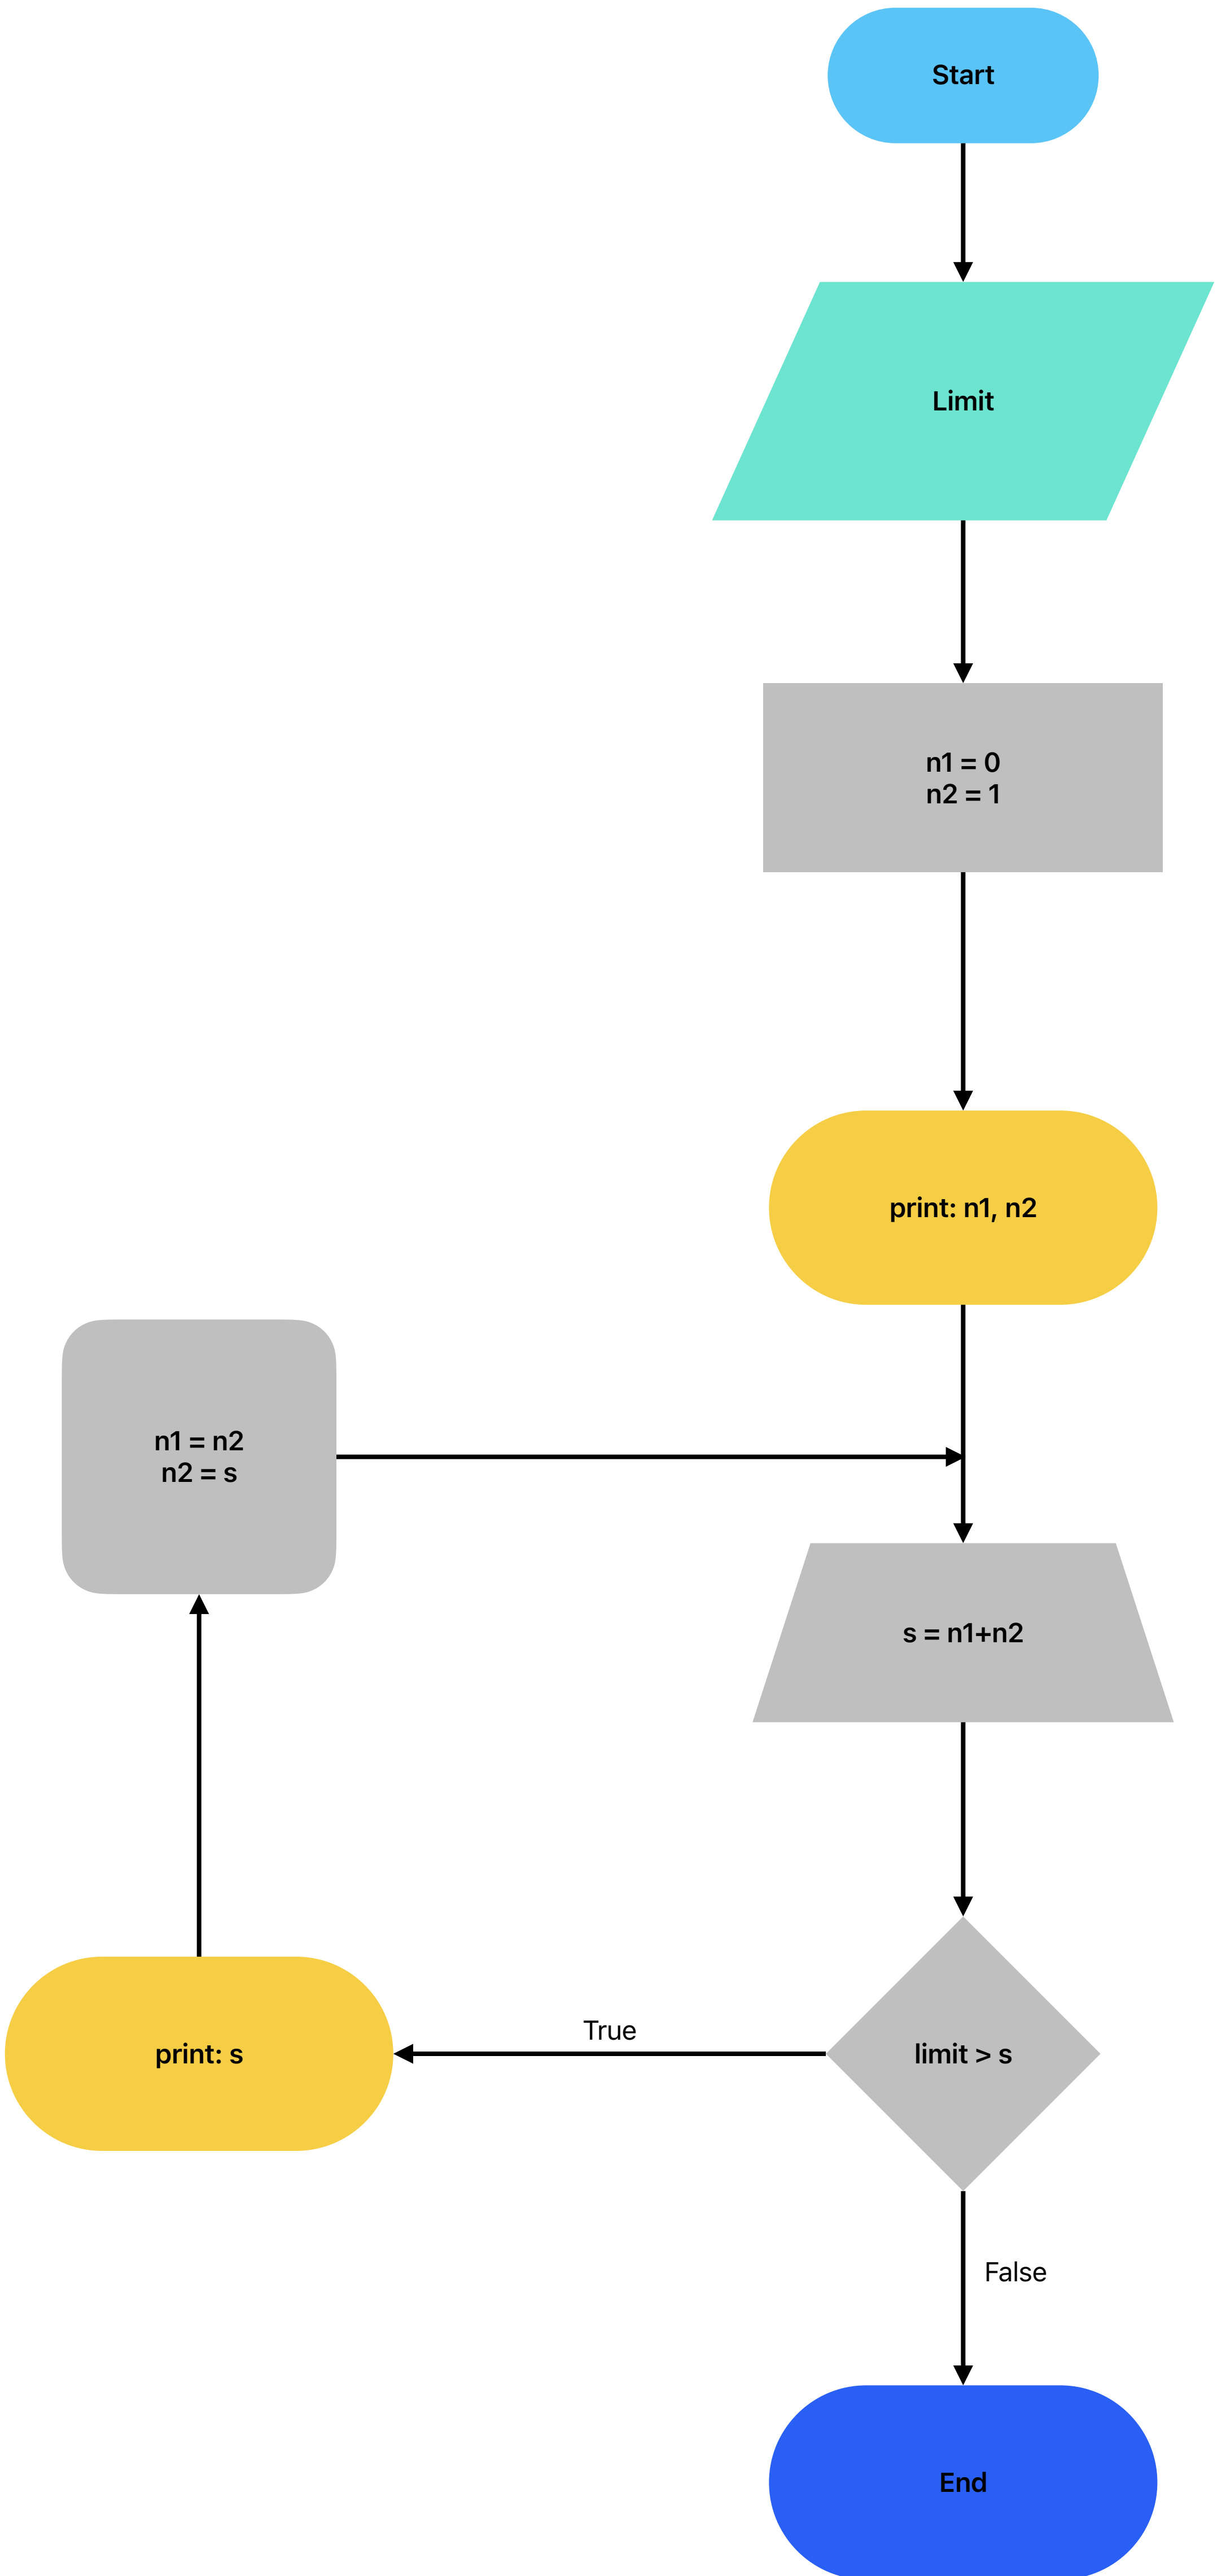 Start
Limit
n1 = 0
n2 = 1
print: n1, n2
n1 = n2
n2 = s
s = n1+n2
limit > s
True
print: s
False
End